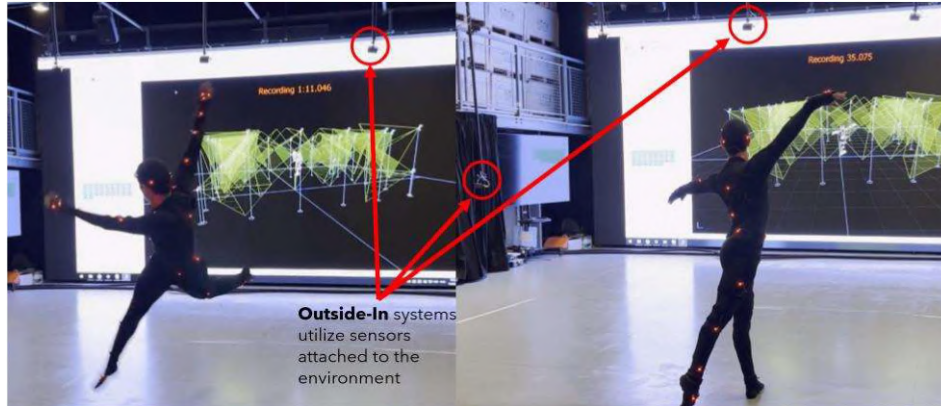 Recording 1:11.046
Recording 35.075
Outside-In systems
utilize sensors
attached to the
environment